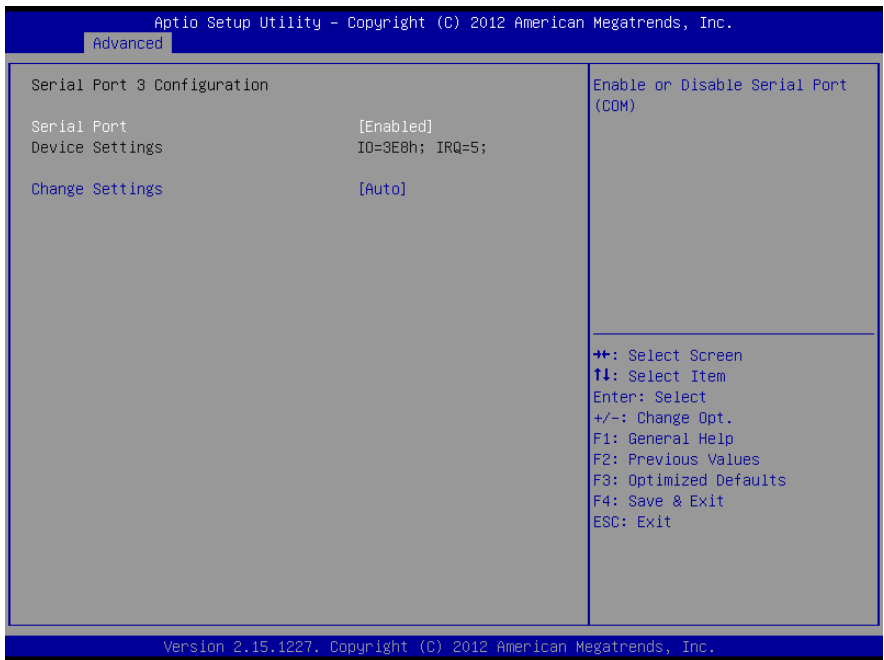 Aptio Setup Utility – Copyright (C) 2012 American Megatrends, Inc.
Advanced
Serial Port 3 Configuration
Serial Port [Enabled]
Device Settings IO=3E8h; IRQ=5;
Change Settings [Auto]
Enable or Disable Serial Port
(COM)
→←: Select Screen
↑↓: Select Item
Enter: Select
+/-: Change Opt.
F1: General Help
F2: Previous Values
F3: Optimized Defaults
F4: Save & Exit
ESC: Exit
Version 2.15.1227. Copyright (C) 2012 American Megatrends, Inc.